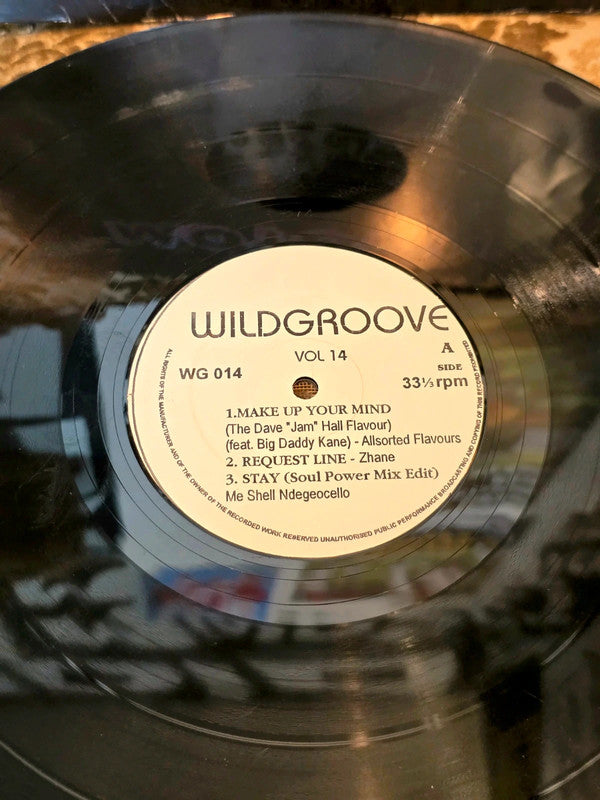 WILDGROOVE
VOL 14
A
SIDE
WG 014
33⅓ rpm
1.MAKE UP YOUR MIND
(The Dave "Jam" Hall Flavour)
(feat. Big Daddy Kane) - Allsorted Flavours
2. REQUEST LINE - Zhane
3. STAY (Soul Power Mix Edit)
Me Shell Ndegeocello
ALL RIGHTS OF THE MANUFACTURER AND OF THE OWNER OF THE RECORDED WORK RESERVED UNAUTHORISED PUBLIC PERFORMANCE BROADCASTING AND COPYING OF THIS RECORD PROHIBITED